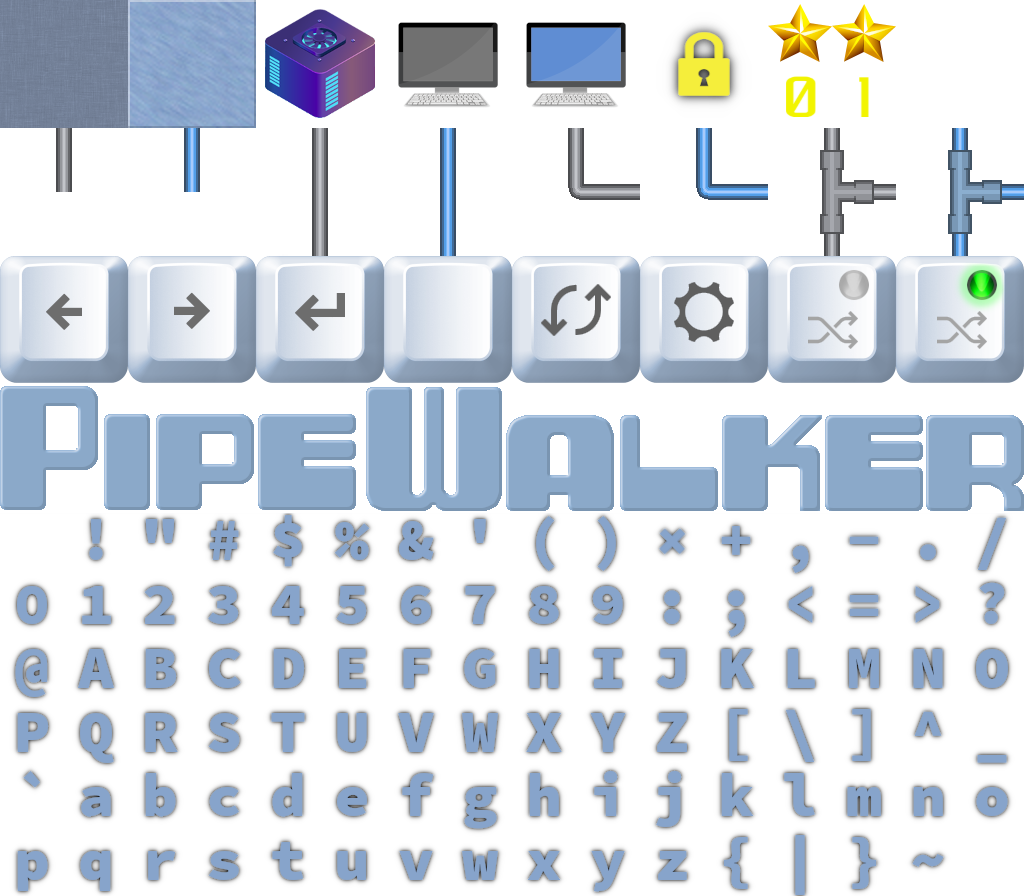 0 1
PIPEWALKER
! " # $ % & ' ( ) × + , - . /
0 1 2 3 4 5 6 7 8 9 : ; < = > ?
@ A B C D E F G H I J K L M N O
P Q R S T U V W X Y Z [ \ ] ^ _
` a b c d e f g h i j k l m n o
p q r s t u v w x y z { | } ~